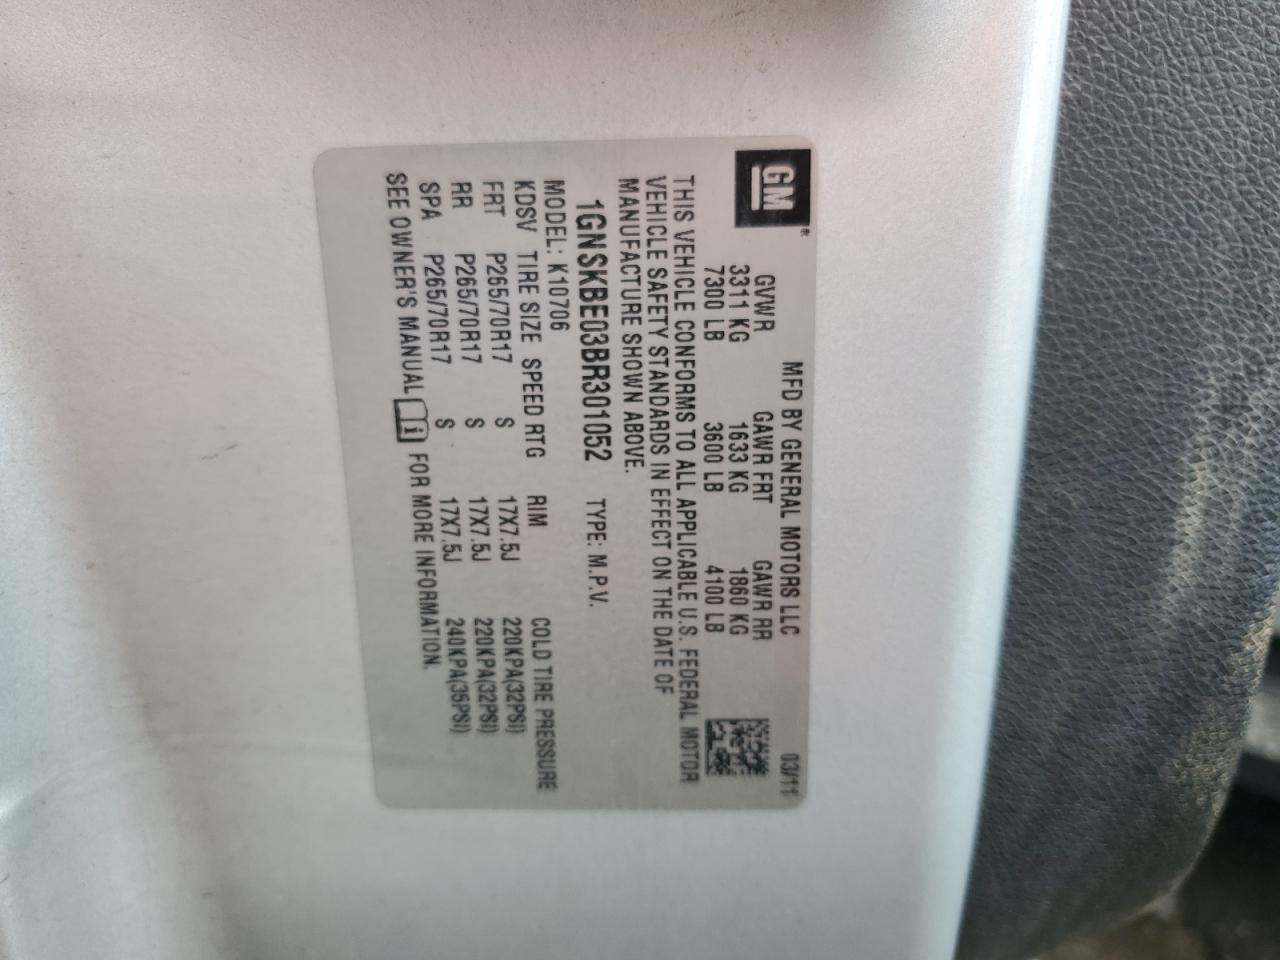 GM®
MFD BY GENERAL MOTORS LLC 03/11
GVWR GAWR FRT GAWR RR
3311 KG 1633 KG 1860 KG
7300 LB 3600 LB 4100 LB
THIS VEHICLE CONFORMS TO ALL APPLICABLE U.S. FEDERAL MOTOR
VEHICLE SAFETY STANDARDS IN EFFECT ON THE DATE OF
MANUFACTURE SHOWN ABOVE.
1GNSKBE03BR301052 TYPE: M.P.V.
MODEL: K10706
KDSV TIRE SIZE SPEED RTG RIM COLD TIRE PRESSURE
FRT P265/70R17 S 17X7.5J 220KPA(32PSI)
RR P265/70R17 S 17X7.5J 220KPA(32PSI)
SPA P265/70R17 S 17X7.5J 240KPA(35PSI)
SEE OWNER'S MANUAL i FOR MORE INFORMATION.